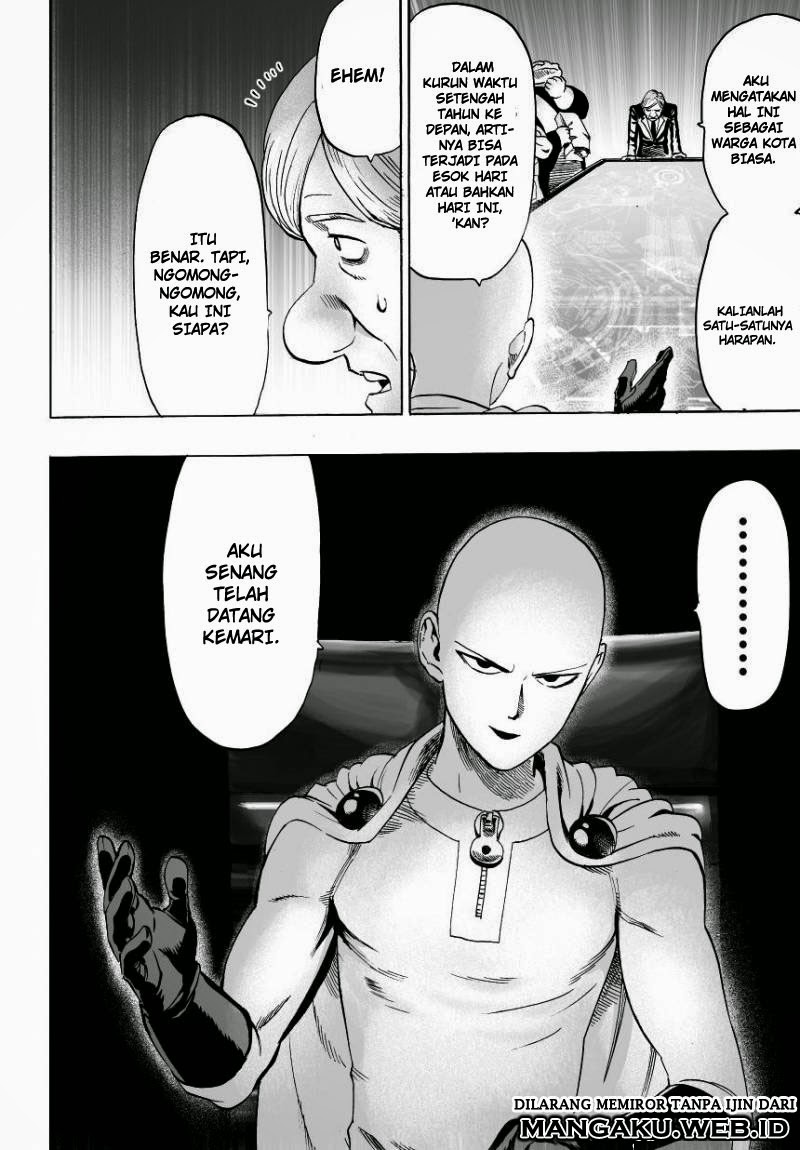 AKU
MENGATAKAN
HAL INI
SEBAGAI
WARGA KOTA
BIASA.
KALIANLAH
SATU-SATUNYA
HARAPAN.
DALAM
KURUN WAKTU
SETENGAH
TAHUN KE
DEPAN, ARTI-
NYA BISA
TERJADI PADA
ESOK HARI
ATAU BAHKAN
HARI INI,
'KAN?
EHEM!
ITU
BENAR. TAPI,
NGOMONG-
NGOMONG,
KAU INI
SIAPA?
AKU
SENANG
TELAH
DATANG
KEMARI.
DILARANG MEMIROR TANPA IJIN DARI
MANGAKU.WEB.ID